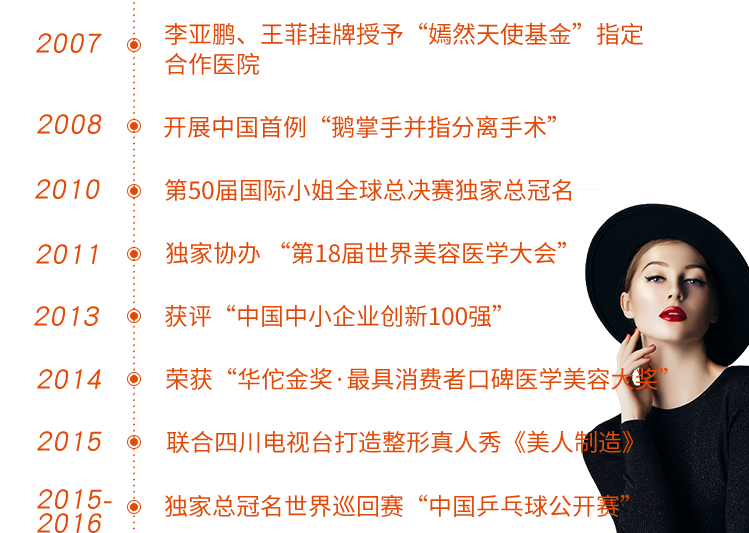 2007
李亚鹏、王菲挂牌授予“嫣然天使基金”指定
合作医院
2008
开展中国首例“鹅掌手并指分离手术”
2010
第50届国际小姐全球总决赛独家总冠名
2011
独家协办 “第18届世界美容医学大会”
2013
获评“中国中小企业创新100强”
2014
荣获“华佗金奖·最具消费者口碑医学美容大奖”
2015
联合四川电视台打造整形真人秀《美人制造》
2015-
2016
独家总冠名世界巡回赛“中国乒乓球公开赛”